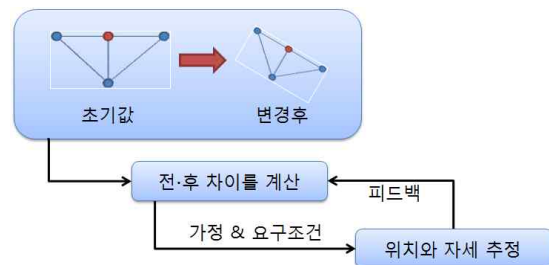 초기값
변경후
전·후 차이를 계산
피드백
가정 & 요구조건
위치와 자세 추정